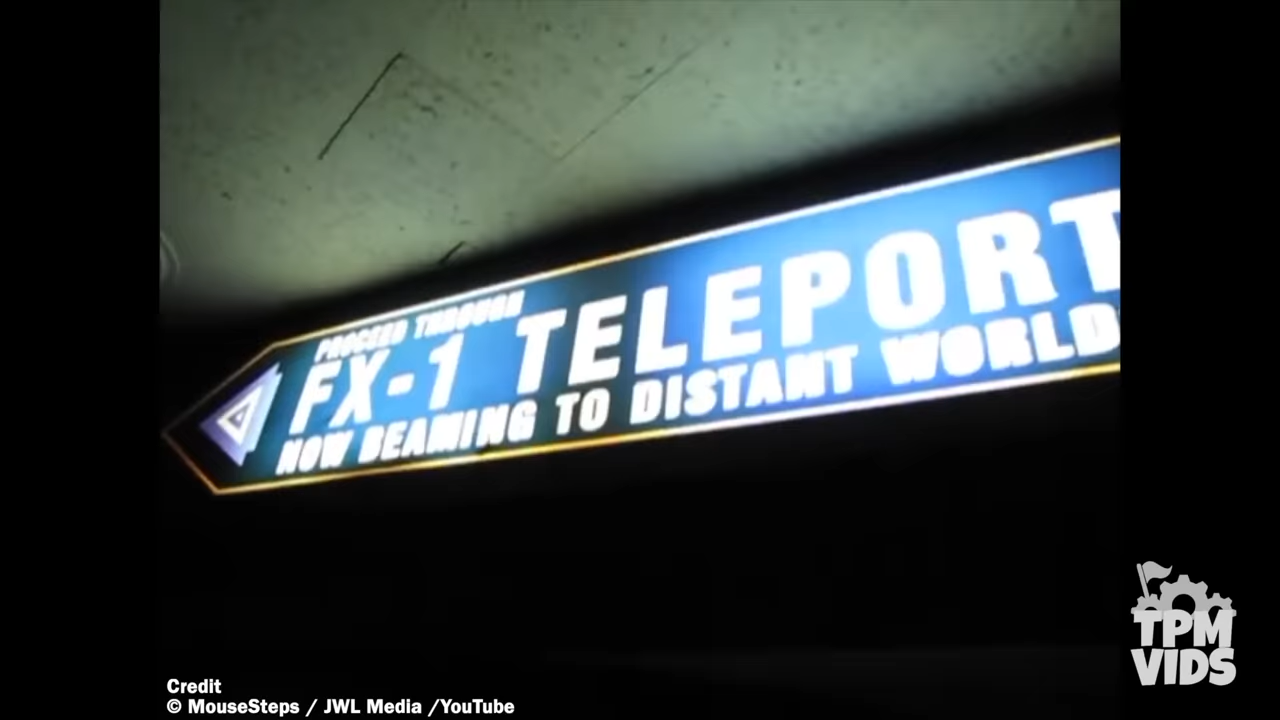 PROCEED THROUGH
FX-1 TELEPORT
NOW BEAMING TO DISTANT WORLD
TPM
VIDS
Credit
© MouseSteps / JWL Media /YouTube